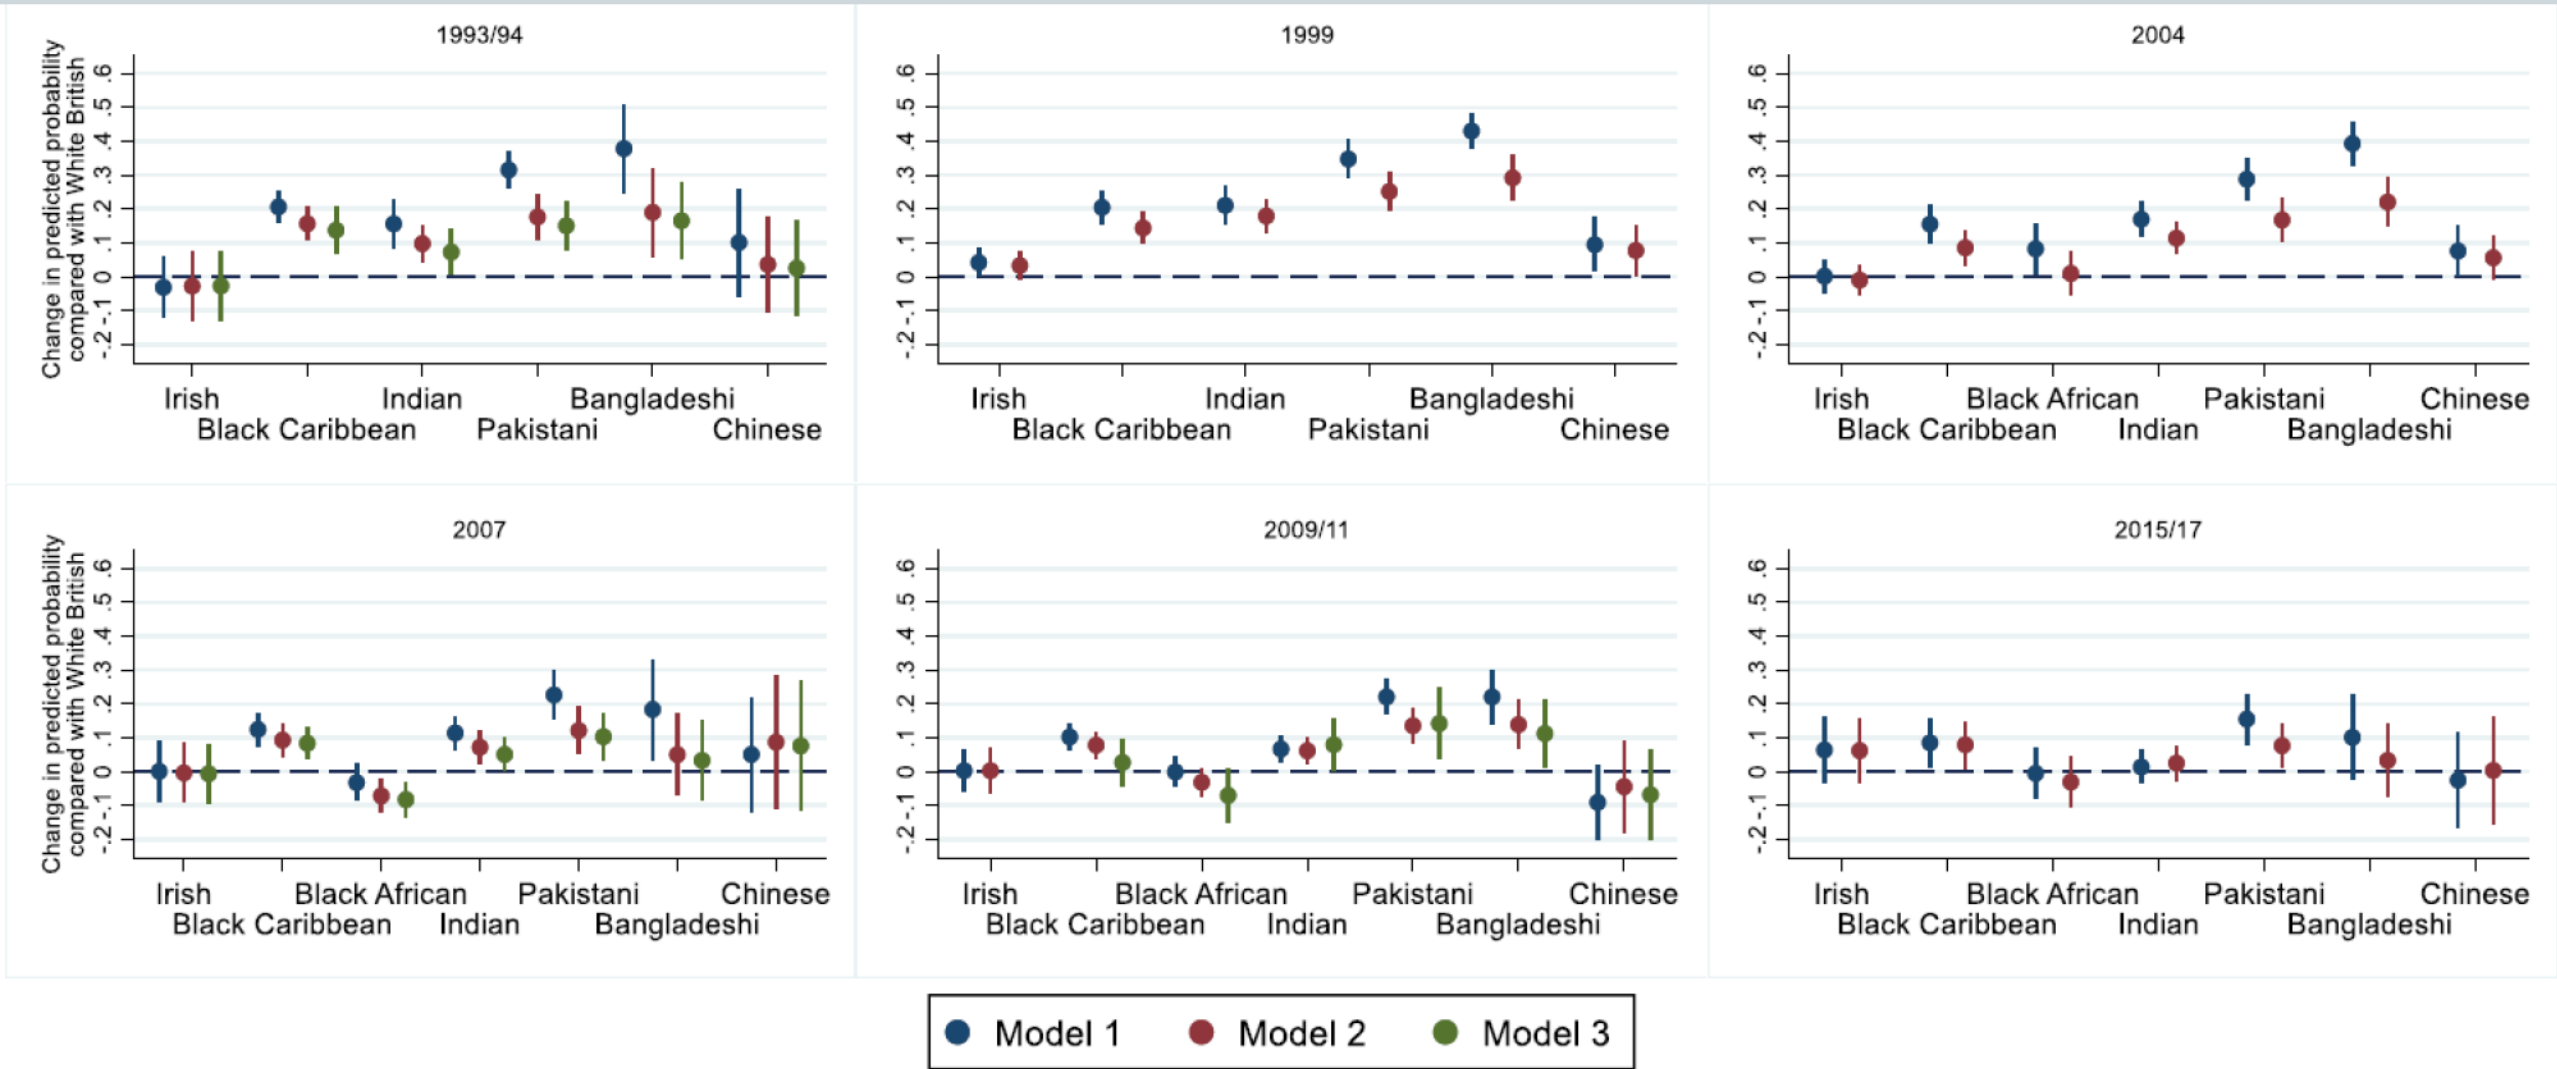 1993/94
Change in predicted probability
compared with White British
.6
.5
.4
.3
.2
.1
0
-.1
-.2
Irish
Black Caribbean
Indian
Pakistani
Bangladeshi
Chinese
1999
.6
.5
.4
.3
.2
.1
0
-.1
-.2
Irish
Black Caribbean
Indian
Pakistani
Bangladeshi
Chinese
2004
.6
.5
.4
.3
.2
.1
0
-.1
-.2
Irish
Black Caribbean
Black African
Indian
Pakistani
Bangladeshi
Chinese
2007
Change in predicted probability
compared with White British
.6
.5
.4
.3
.2
.1
0
-.1
-.2
Irish
Black Caribbean
Black African
Indian
Pakistani
Bangladeshi
Chinese
2009/11
.6
.5
.4
.3
.2
.1
0
-.1
-.2
Irish
Black Caribbean
Black African
Indian
Pakistani
Bangladeshi
Chinese
2015/17
.6
.5
.4
.3
.2
.1
0
-.1
-.2
Irish
Black Caribbean
Black African
Indian
Pakistani
Bangladeshi
Chinese
Model 1 Model 2 Model 3